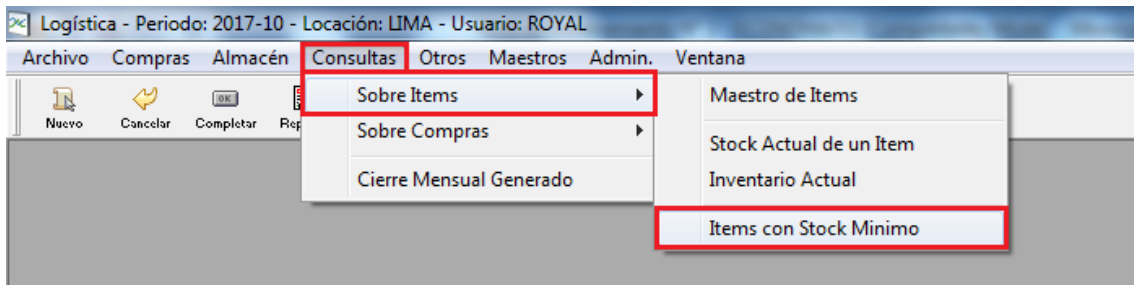 Logística - Periodo: 2017-10 - Locación: LIMA - Usuario: ROYAL
Archivo Compras Almacén Consultas Otros Maestros Admin. Ventana
Nuevo Cancelar Completar
Sobre Items
Sobre Compras
Cierre Mensual Generado
Maestro de Items
Stock Actual de un Item
Inventario Actual
Items con Stock Minimo